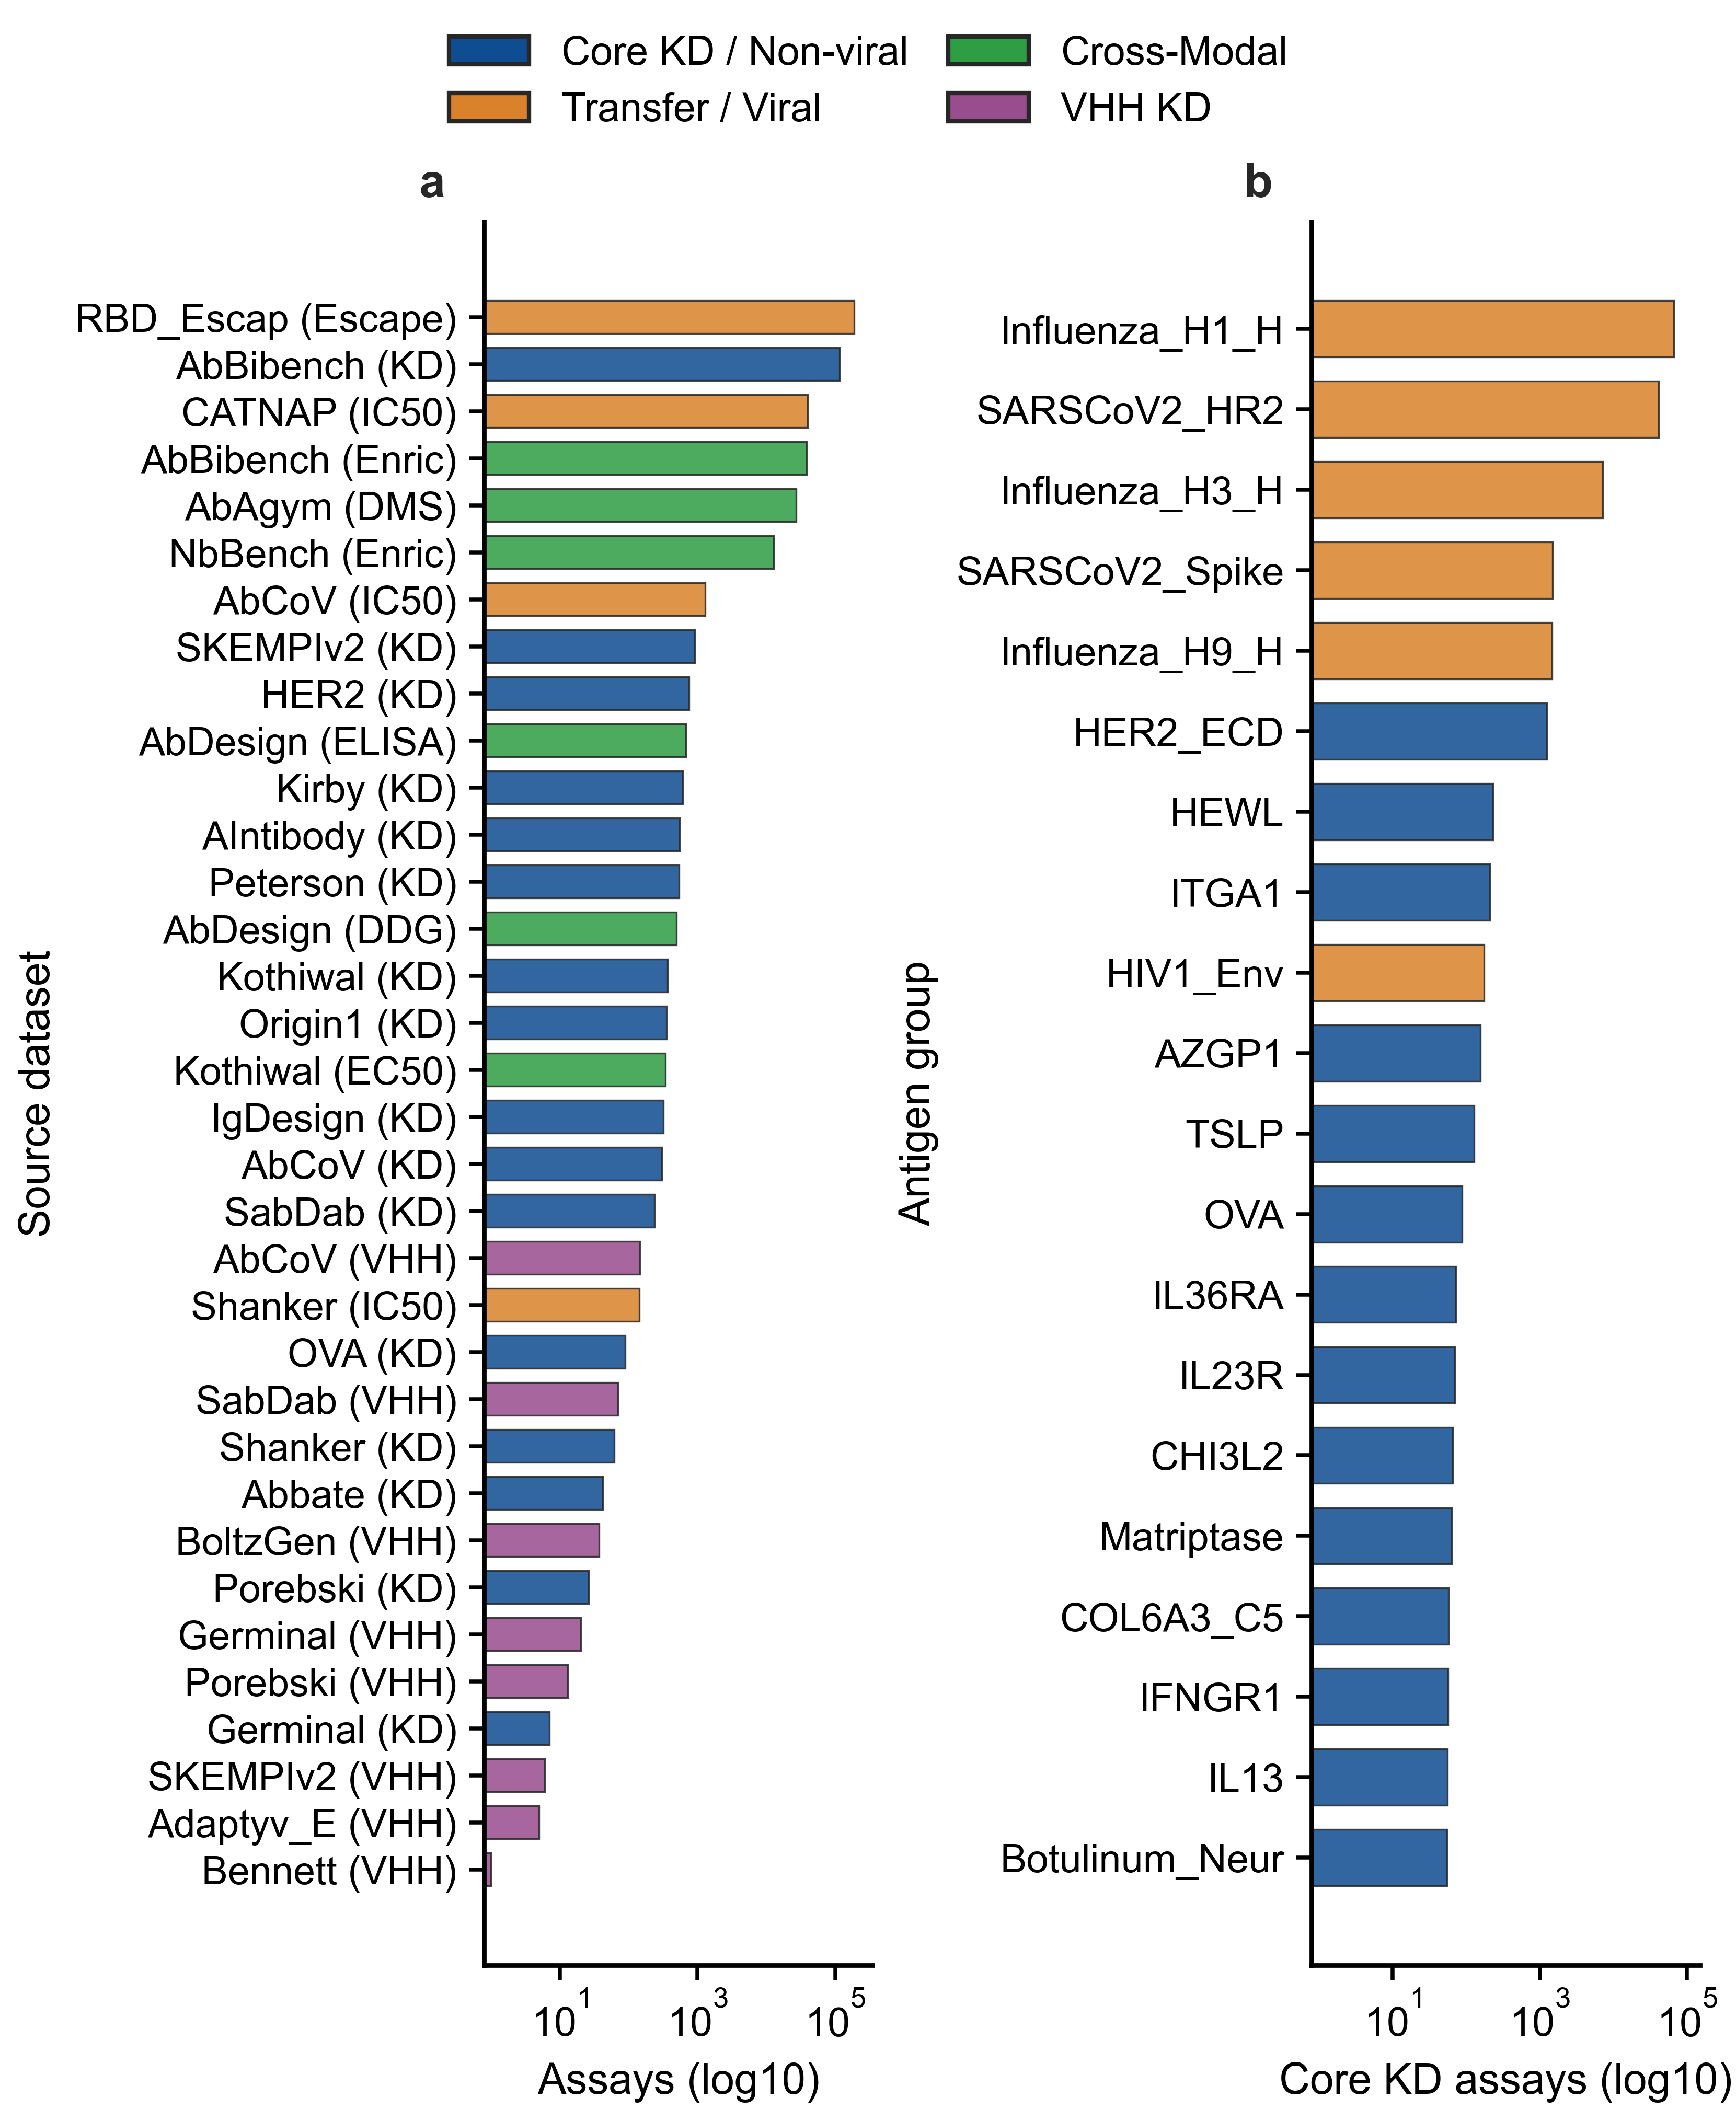 Core KD / Non-viral
Transfer / Viral
Cross-Modal
VHH KD
a
Source dataset
RBD_Escap (Escape)
AbBibench (KD)
CATNAP (IC50)
AbBibench (Enric)
AbAgym (DMS)
NbBench (Enric)
AbCoV (IC50)
SKEMPIv2 (KD)
HER2 (KD)
AbDesign (ELISA)
Kirby (KD)
AIntibody (KD)
Peterson (KD)
AbDesign (DDG)
Kothiwal (KD)
Origin1 (KD)
Kothiwal (EC50)
IgDesign (KD)
AbCoV (KD)
SabDab (KD)
AbCoV (VHH)
Shanker (IC50)
OVA (KD)
SabDab (VHH)
Shanker (KD)
Abbate (KD)
BoltzGen (VHH)
Porebski (KD)
Germinal (VHH)
Porebski (VHH)
Germinal (KD)
SKEMPIv2 (VHH)
Adaptyv_E (VHH)
Bennett (VHH)
10^1 10^3 10^5
Assays (log10)
b
Antigen group
Influenza_H1_H
SARSCoV2_HR2
Influenza_H3_H
SARSCoV2_Spike
Influenza_H9_H
HER2_ECD
HEWL
ITGA1
HIV1_Env
AZGP1
TSLP
OVA
IL36RA
IL23R
CHI3L2
Matriptase
COL6A3_C5
IFNGR1
IL13
Botulinum_Neur
10^1 10^3 10^5
Core KD assays (log10)